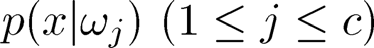 p(x|ω_j) (1 ≤ j ≤ c)